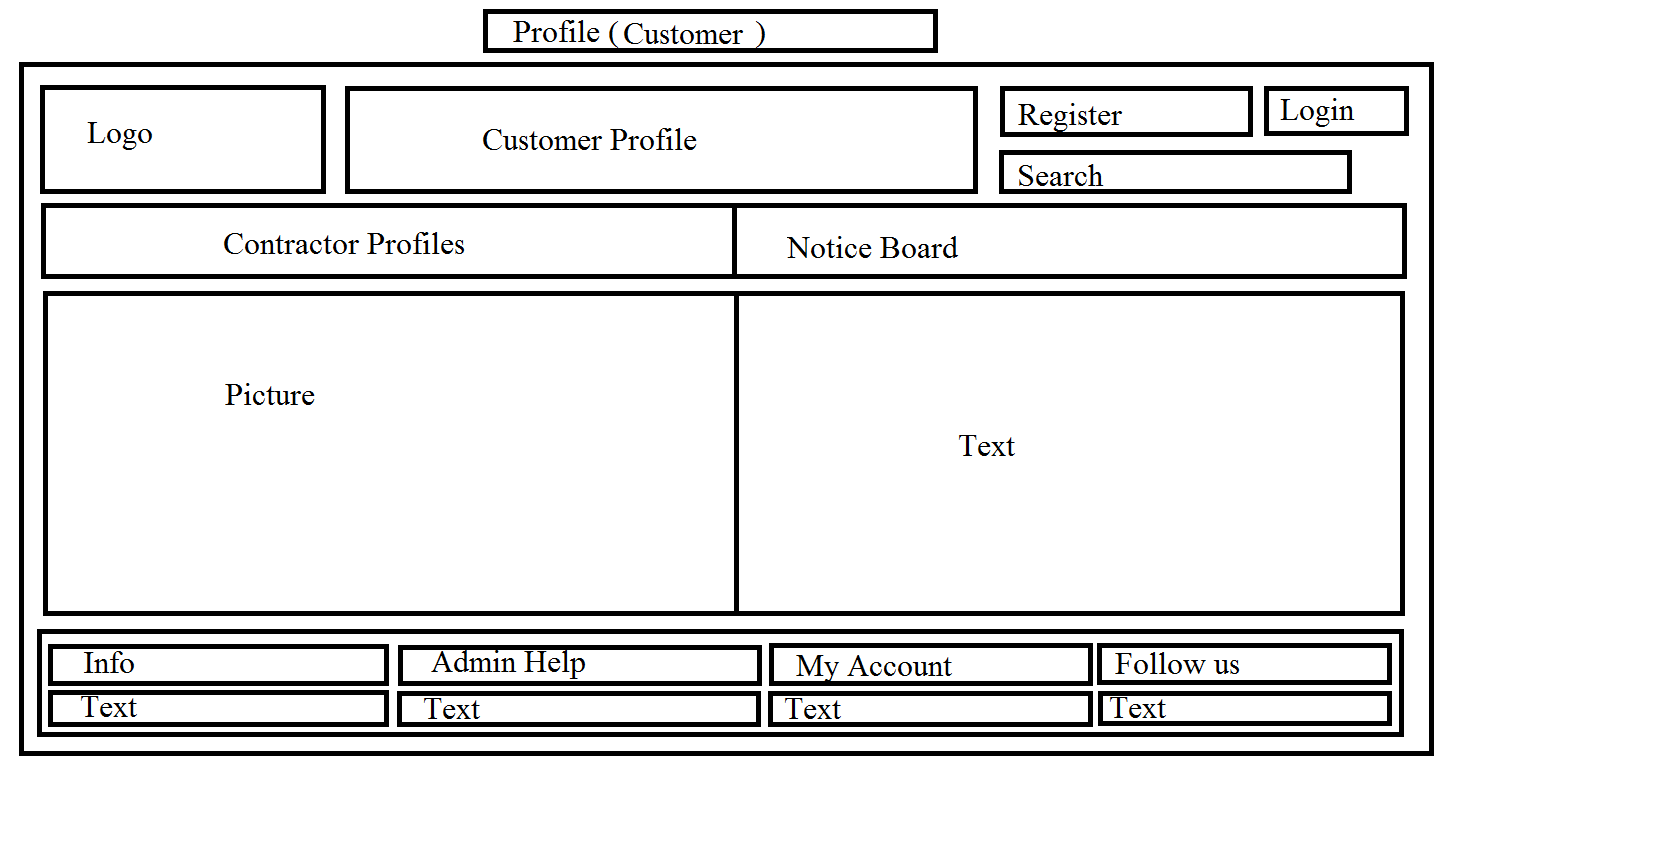 Profile (Customer )
Logo
Customer Profile
Register
Login
Search
Contractor Profiles
Notice Board
Picture
Text
Info
Admin Help
My Account
Follow us
Text
Text
Text
Text